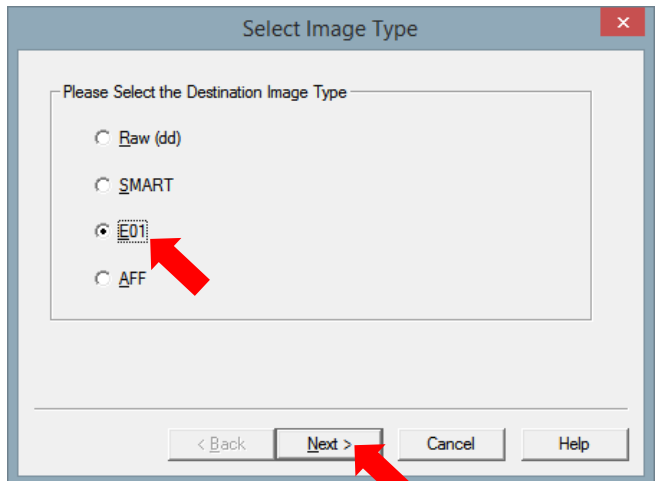 Select Image Type
Please Select the Destination Image Type
Raw (dd)
SMART
E01
AFF
< Back Next > Cancel Help